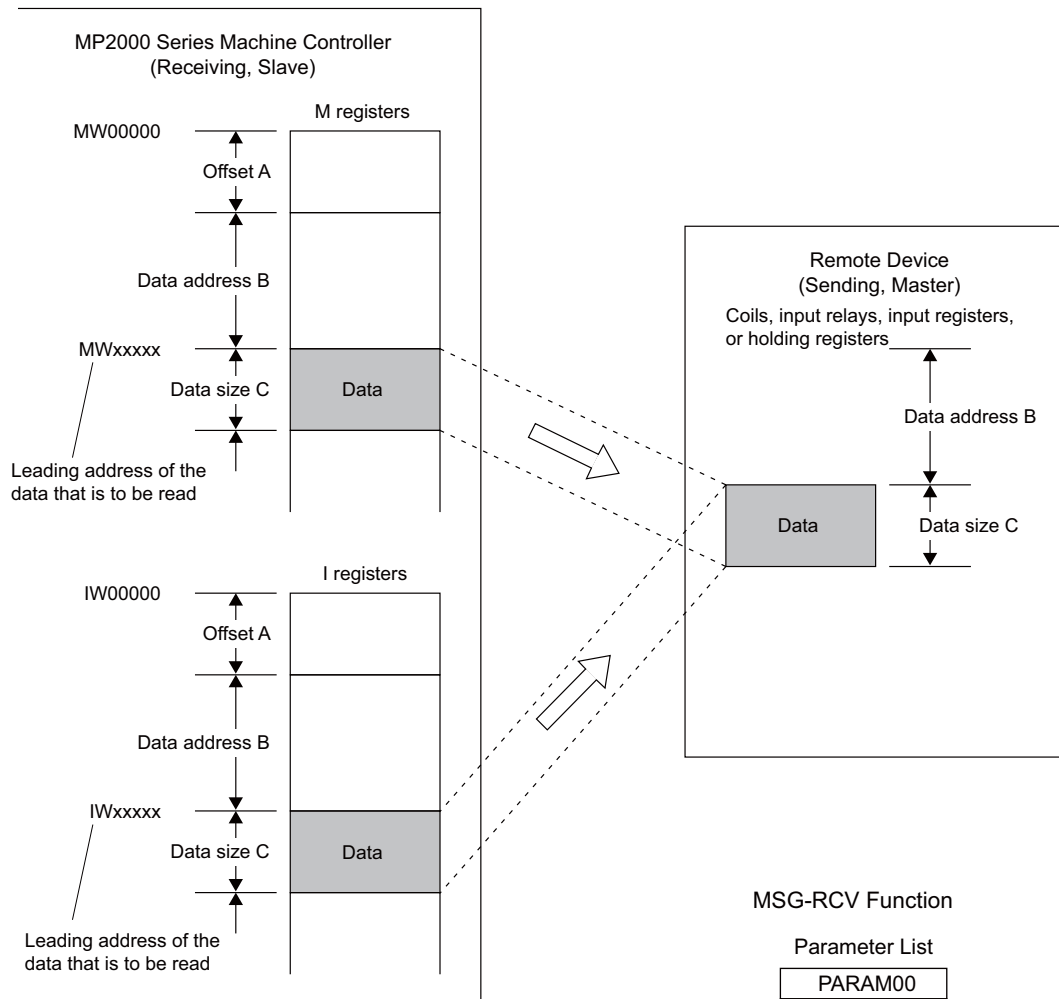 MP2000 Series Machine Controller
(Receiving, Slave)
M registers
MW00000
Offset A
Data address B
MWxxxxx
Data size C
Data
Leading address of the
data that is to be read
I registers
IW00000
Offset A
Data address B
IWxxxxx
Data size C
Data
Leading address of the
data that is to be read
Remote Device
(Sending, Master)
Coils, input relays, input registers,
or holding registers
Data address B
Data
Data size C
MSG-RCV Function
Parameter List
PARAM00